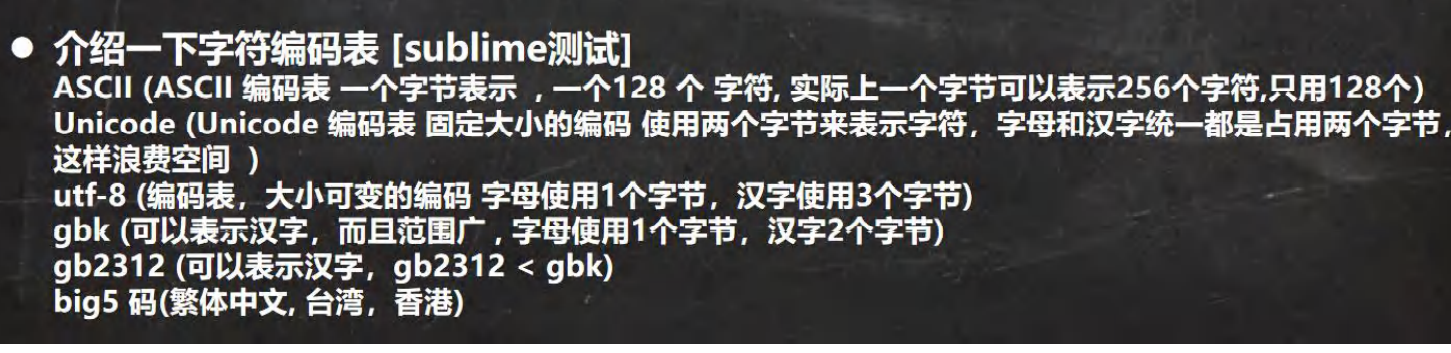 ● 介绍一下字符编码表 [sublime测试]
ASCII (ASCII 编码表 一个字节表示 , 一个128 个 字符, 实际上一个字节可以表示256个字符,只用128个)
Unicode (Unicode 编码表 固定大小的编码 使用两个字节来表示字符，字母和汉字统一都是占用两个字节,
这样浪费空间 )
utf-8 (编码表，大小可变的编码 字母使用1个字节，汉字使用3个字节)
gbk (可以表示汉字，而且范围广 , 字母使用1个字节，汉字2个字节)
gb2312 (可以表示汉字，gb2312 < gbk)
big5 码(繁体中文, 台湾，香港)